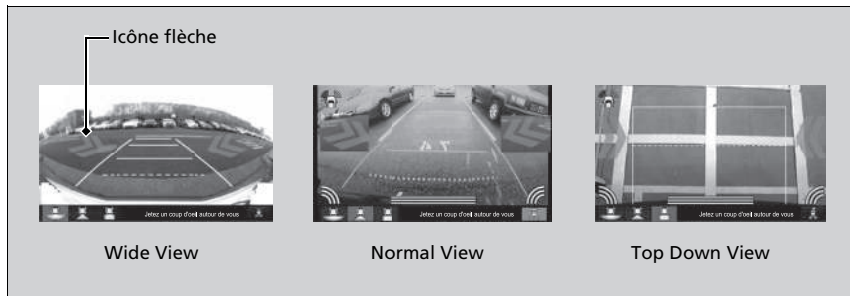 Icône flèche
Jetez un coup d'oeil autour de vous
Jetez un coup d'oeil autour de vous
Jetez un coup d'oeil autour de vous
Wide View
Normal View
Top Down View